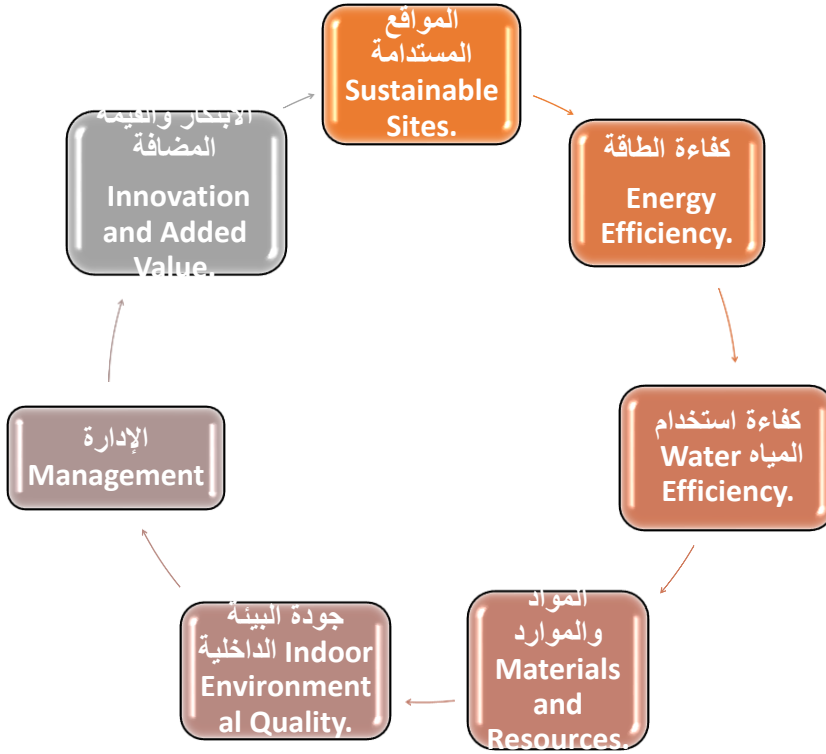 المواقع
المستدامة
Sustainable
Sites.
كفاءة الطاقة
Energy
Efficiency.
كفاءة استخدام
المياه Water
Efficiency.
المواد
والموارد
Materials
and
Resources.
جودة البيئة
الداخلية Indoor
Environment
al Quality.
الإدارة
Management
الابتكار والقيمة
المضافة
Innovation
and Added
Value.